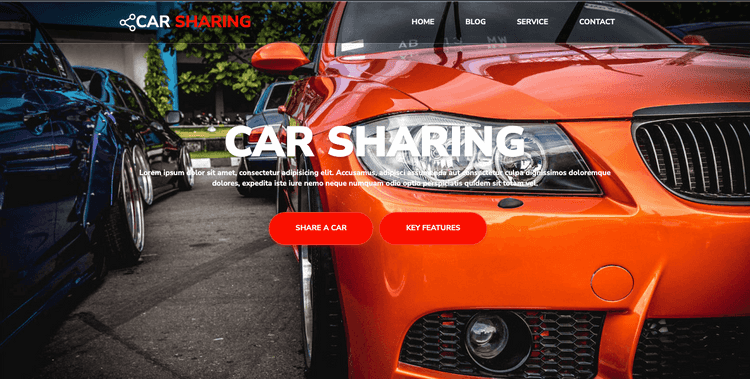 CAR SHARING
HOME BLOG SERVICE CONTACT
CAR SHARING
Lorem ipsum dolor sit amet, consectetur adipisicing elit. Accusamus, adipisci assumenda aut consectetur culpa dignissimos doloremque
dolores, expedita iste iure nemo neque numquam odio optio perspiciatis quidem sit totam vel.
SHARE A CAR KEY FEATURES